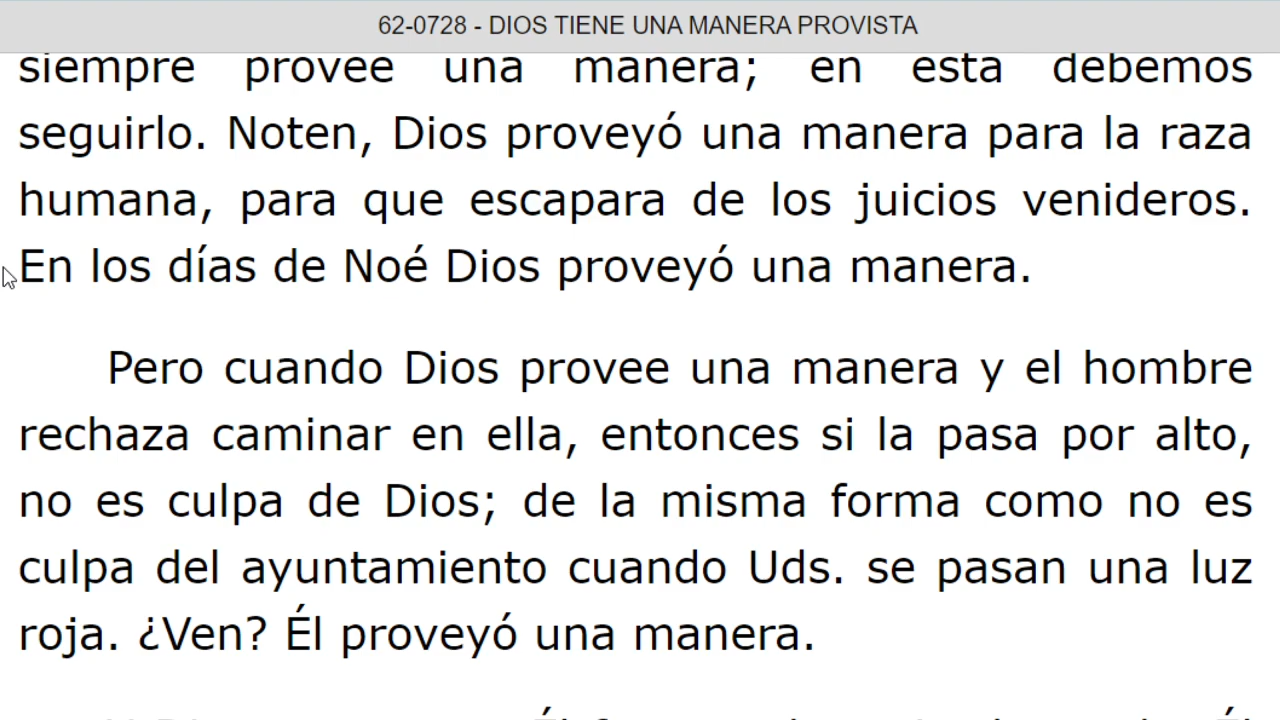 62-0728 - DIOS TIENE UNA MANERA PROVISTA
siempre provee una manera; en esta debemos
seguirlo. Noten, Dios proveyó una manera para la raza
humana, para que escapara de los juicios venideros.
En los días de Noé Dios proveyó una manera.
Pero cuando Dios provee una manera y el hombre
rechaza caminar en ella, entonces si la pasa por alto,
no es culpa de Dios; de la misma forma como no es
culpa del ayuntamiento cuando Uds. se pasan una luz
roja. ¿Ven? Él proveyó una manera.